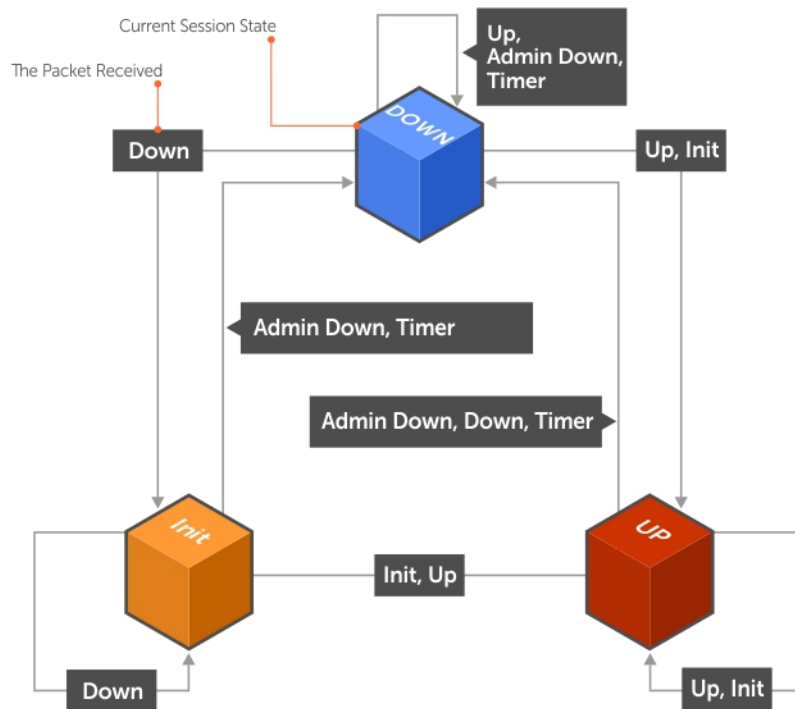 Current Session State
The Packet Received
Up,
Admin Down,
Timer
DOWN
Down
Up, Init
Admin Down, Timer
Admin Down, Down, Timer
Init
UP
Init, Up
Down
Up, Init